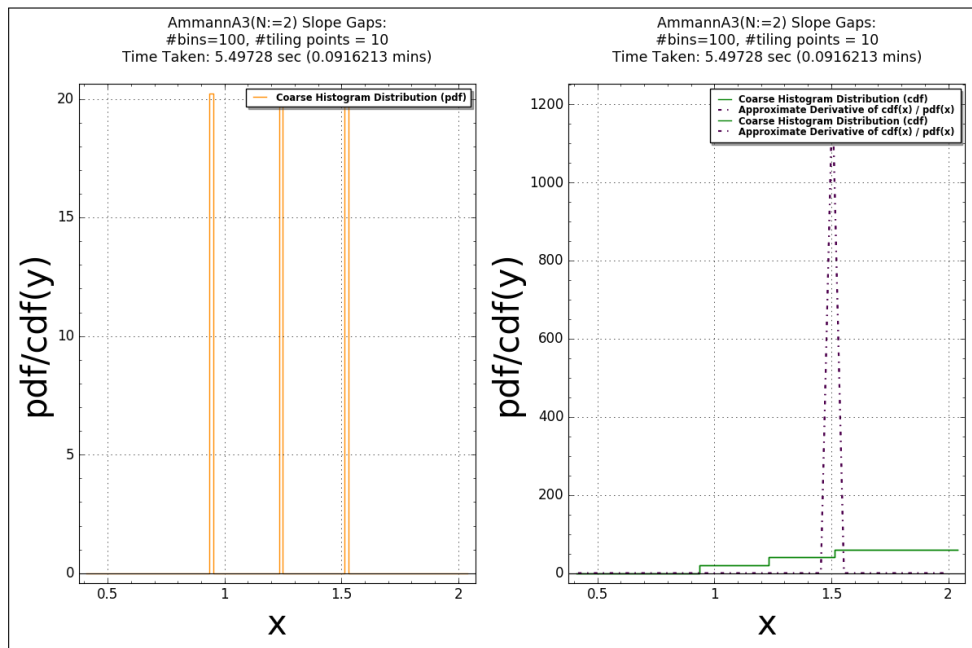 AmmannA3(N:=2) Slope Gaps:
#bins=100, #tiling points = 10
Time Taken: 5.49728 sec (0.0916213 mins)
Coarse Histogram Distribution (pdf)
20
15
10
5
0
0.5
1
1.5
2
pdf/cdf(y)
x
AmmannA3(N:=2) Slope Gaps:
#bins=100, #tiling points = 10
Time Taken: 5.49728 sec (0.0916213 mins)
Coarse Histogram Distribution (cdf)
Approximate Derivative of cdf(x) / pdf(x)
Coarse Histogram Distribution (cdf)
Approximate Derivative of cdf(x) / pdf(x)
1200
1000
800
600
400
200
0
0.5
1
1.5
2
pdf/cdf(y)
x